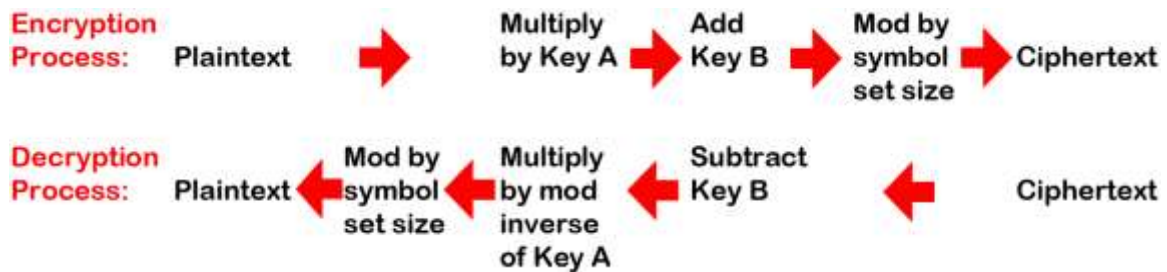 Encryption Multiply Add Mod by
Process: Plaintext by Key A Key B symbol Ciphertext
set size
Decryption Mod by Multiply Subtract
Process: Plaintext symbol by mod Key B Ciphertext
set size inverse
of Key A